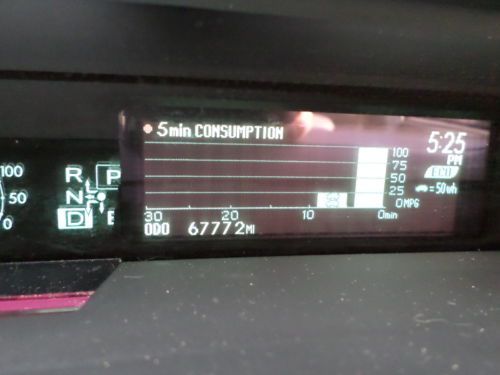 5min CONSUMPTION
5:25
PM
ECO
= 50wh
100
75
50
25
0MPG
30 20 10 0min
ODO 67772MI
100
50
0
R P
N
D B